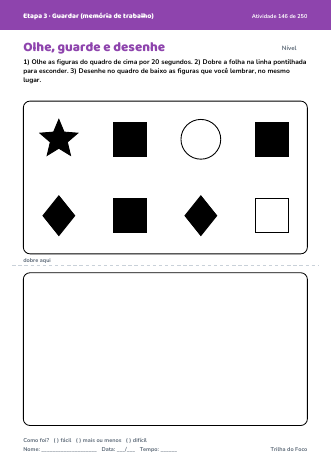 Etapa 3 · Guardar (memória de trabalho)
Atividade 146 de 250
Olhe, guarde e desenhe
Nível
1) Olhe as figuras do quadro de cima por 20 segundos. 2) Dobre a folha na linha pontilhada
para esconder. 3) Desenhe no quadro de baixo as figuras que você lembrar, no mesmo
lugar.
dobre aqui
Como foi? ( ) fácil ( ) mais ou menos ( ) difícil
Nome: ____________________ Data: ___/___ Tempo: ______
Trilha do Foco